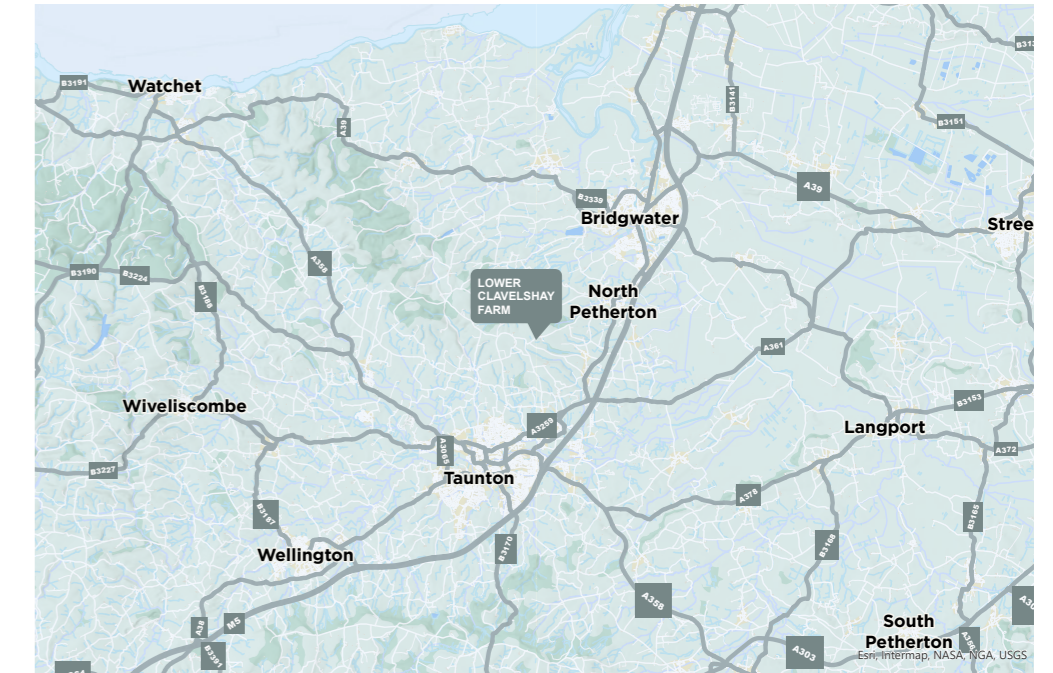 B3191
Watchet
A39
B3141
B3151
A39
B3339
Bridgwater
Stree
B3190
B3224
A358
B3188
LOWER
CLAVELSHAY
FARM
North
Petherton
A361
Wiveliscombe
B3153
A3259
Langport
A3065
A372
B3227
Taunton
A378
B3187
B3165
B3170
B3168
Wellington
A358
A38
M5
B3391
South
Petherton
A303
Esri, Intermap, NASA, NGA, USGS